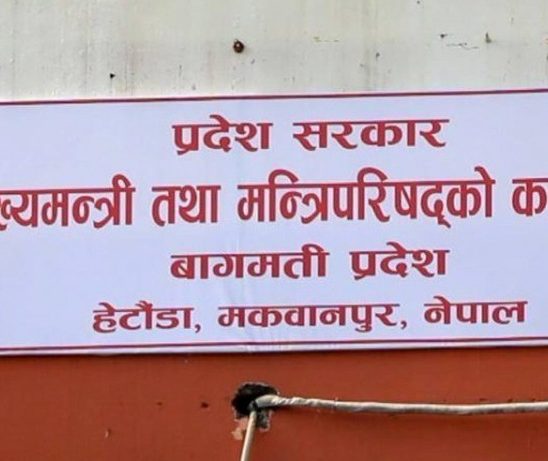 प्रदेश सरकार
ख्यमन्त्री तथा मन्त्रिपरिषद्को क
बागमती प्रदेश
हेटौंडा, मकवानपुर, नेपाल